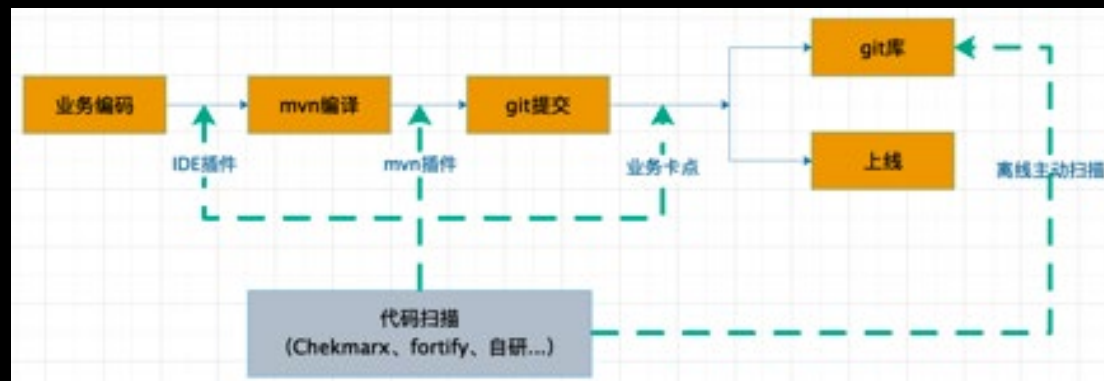 git库
业务编码
mvn编译
git提交
IDE插件
mvn插件
业务卡点
上线
离线主动扫描
代码扫描
（Chekmarx、fortify、自研...）